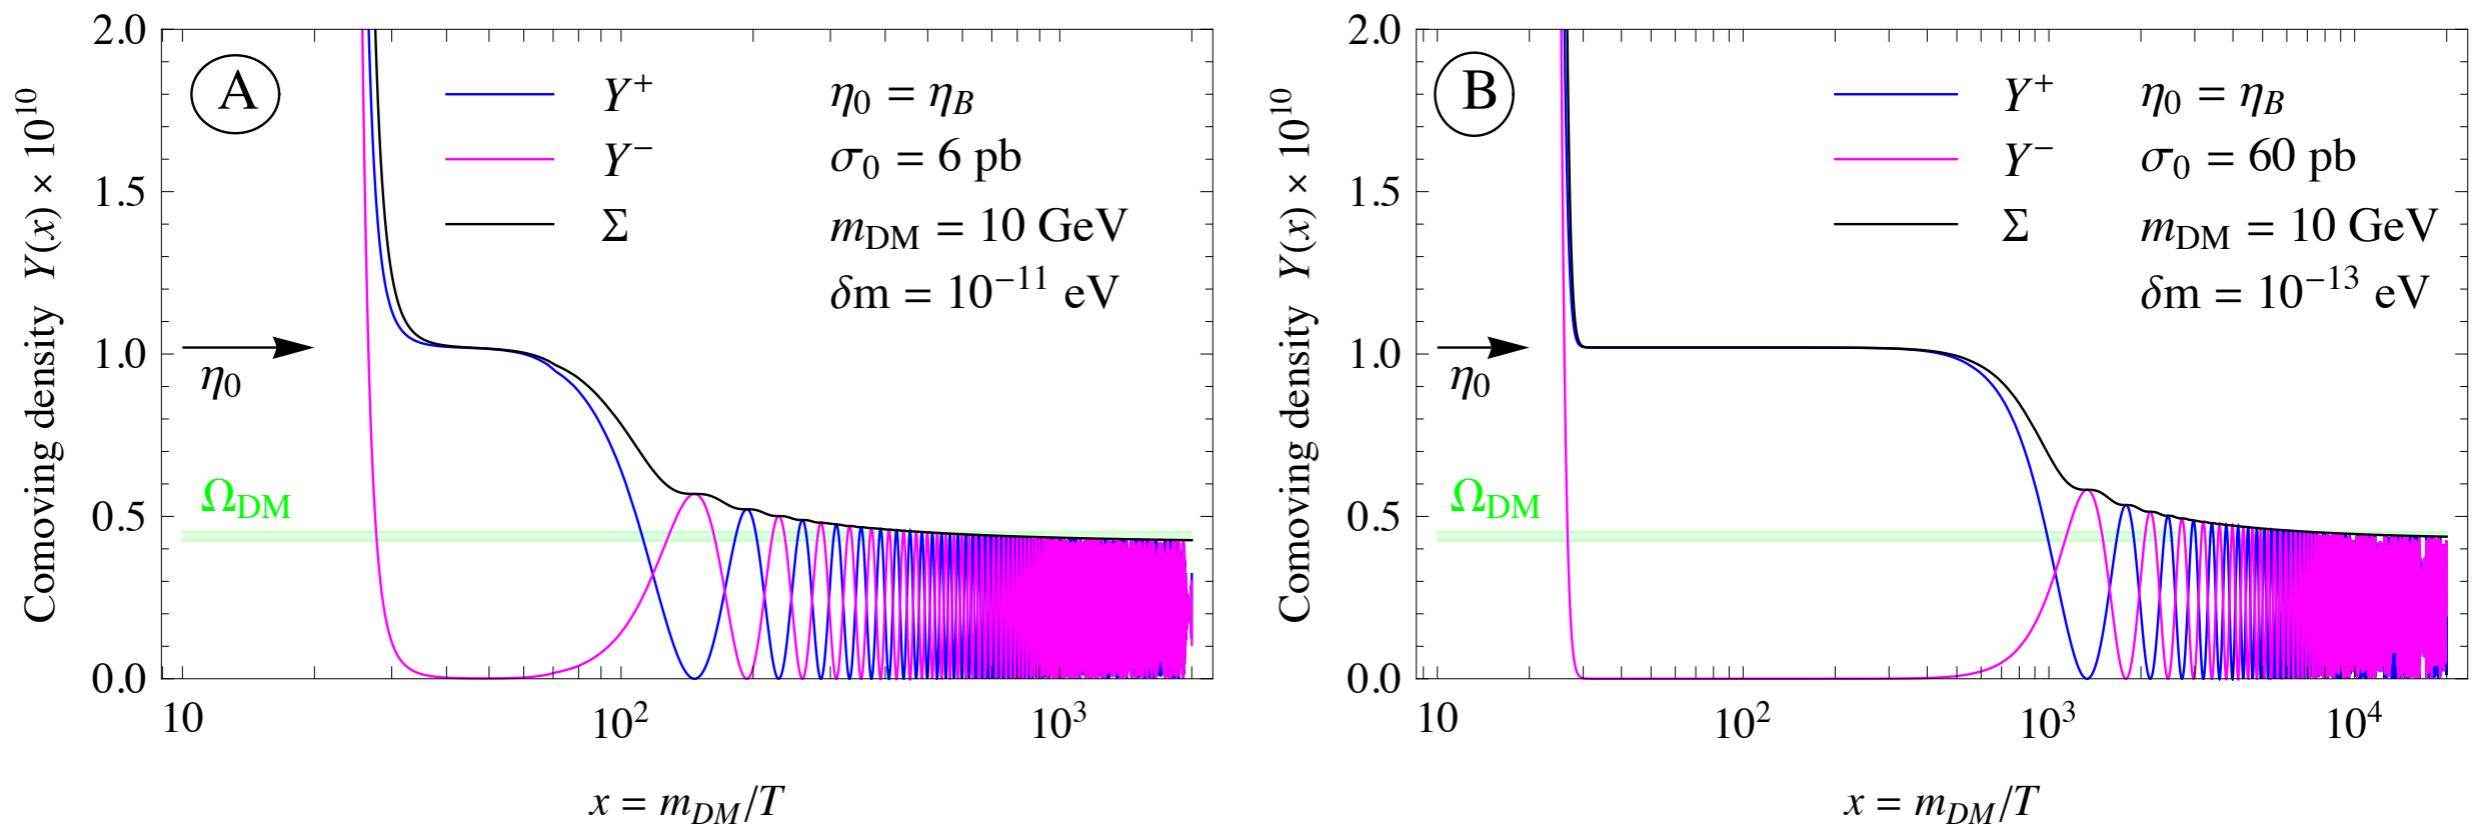 A
Comoving density Y(x) × 10¹⁰
2.0
1.5
1.0
0.5
0.0
Y⁺
Y⁻
Σ
η₀ = η_B
σ₀ = 6 pb
m_DM = 10 GeV
δm = 10⁻¹¹ eV
η₀
Ω_DM
10
10²
10³
x = m_DM/T
B
Comoving density Y(x) × 10¹⁰
2.0
1.5
1.0
0.5
0.0
Y⁺
Y⁻
Σ
η₀ = η_B
σ₀ = 60 pb
m_DM = 10 GeV
δm = 10⁻¹³ eV
η₀
Ω_DM
10
10²
10³
10⁴
x = m_DM/T